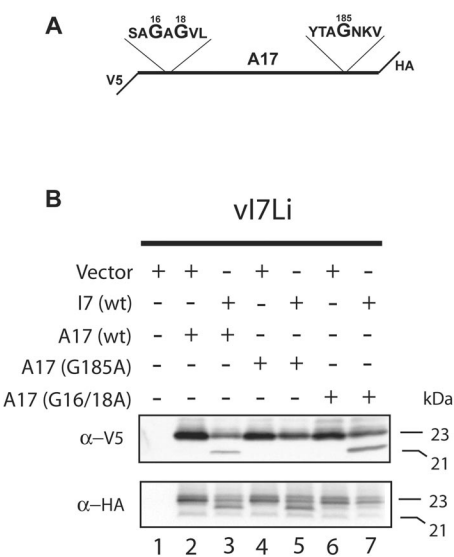 A
16 18 185
SAGAGVL YTAGNKV
V5 A17 HA
B
vI7Li
Vector + + - + - + -
I7 (wt) - - + - + - +
A17 (wt) - + + - - - -
A17 (G185A) - - - + + - -
A17 (G16/18A) - - - - - + + kDa
α-V5 23
21
α-HA 23
21
1 2 3 4 5 6 7